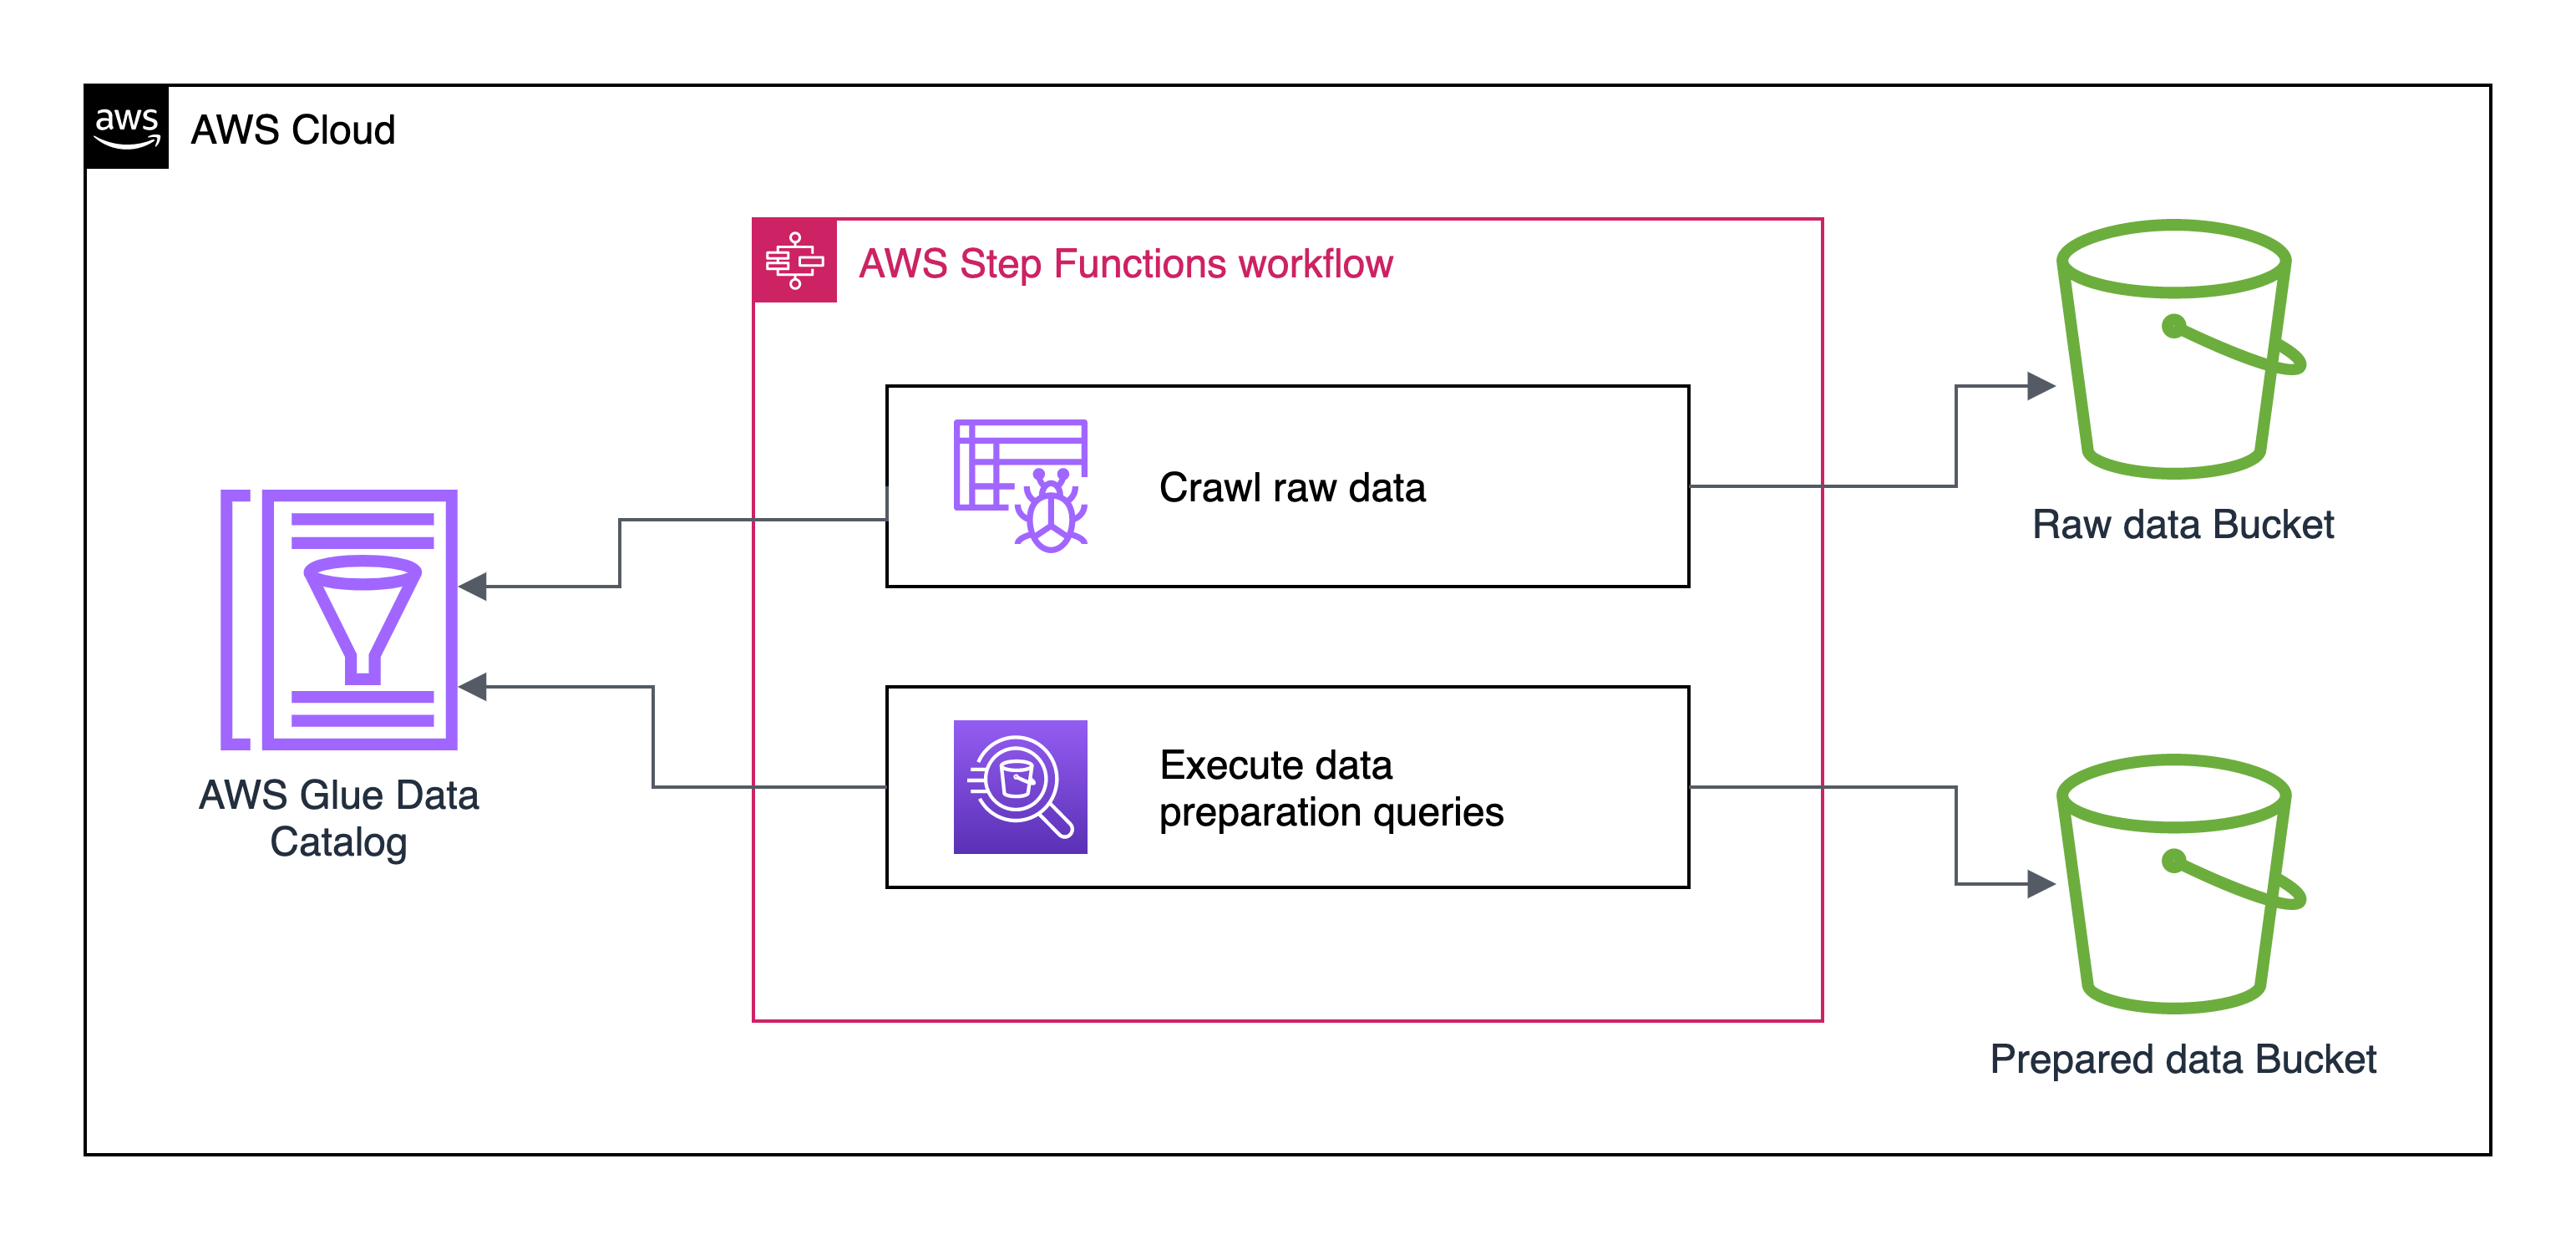 aws
AWS Cloud
AWS Step Functions workflow
Crawl raw data
Raw data Bucket
AWS Glue Data
Catalog
Execute data
preparation queries
Prepared data Bucket